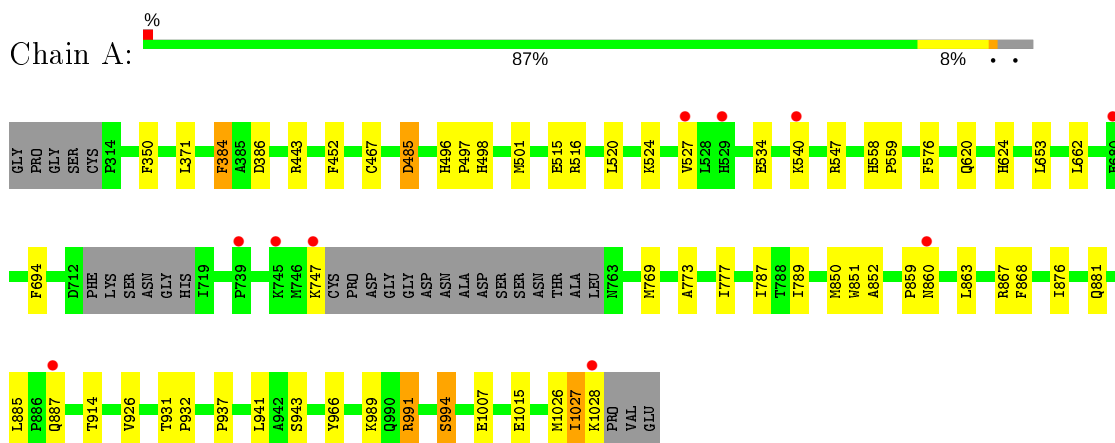 %
Chain A: 87% 8% • •
GLY PRO GLY SER CYS P314 F350 L371 F384 A385 D386 R443 F452 C467 D485 H496 P497 H498 M501 E515 R516 L520 K524 V527 L528 H529 E534 K540 R547 H558 P559 F576 Q620 H624 L653 L662 E680
F694 D712 PHE LYS SER ASN GLY HIS I719 P739 K745 M746 K747 CYS PRO ASP GLY GLY ASP ASN ALA ASP SER SER ASN THR ALA LEU N763 M769 A773 I777 I787 T788 I789 M850 W851 A852 P859 N860 L863 R867 F868 I876 Q881
L885 P886 Q887 T914 V926 T931 P932 P937 L941 A942 S943 Y966 K989 Q990 R991 S994 E1007 E1015 M1026 I1027 K1028 PRO VAL GLU